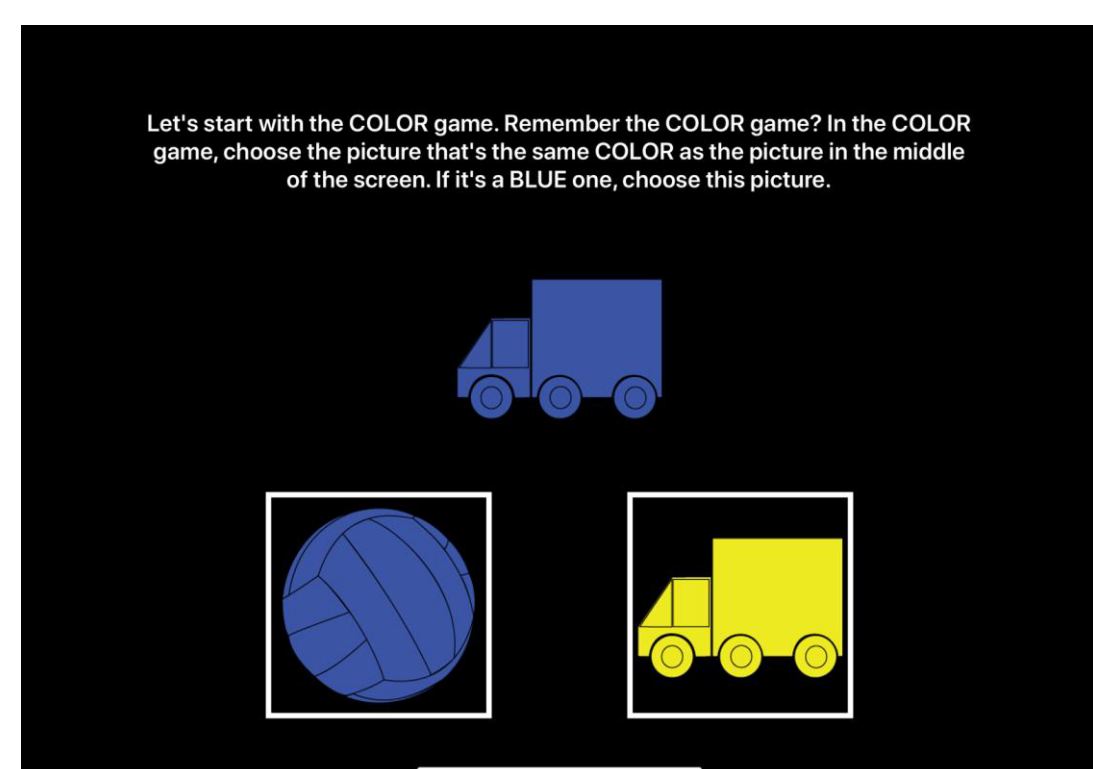 Let's start with the COLOR game. Remember the COLOR game? In the COLOR
game, choose the picture that's the same COLOR as the picture in the middle
of the screen. If it's a BLUE one, choose this picture.